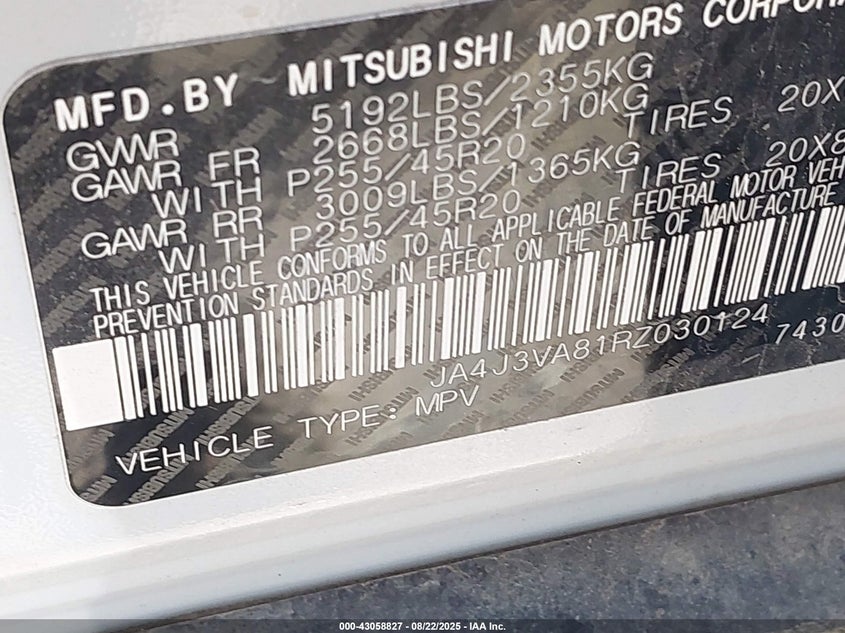 MFD.BY MITSUBISHI MOTORS CORPORA
GVWR 5192LBS/2355KG
GAWR FR 2668LBS/1210KG
WITH P255/45R20 TIRES 20X
GAWR RR 3009LBS/1365KG
WITH P255/45R20 TIRES 20X8
THIS VEHICLE CONFORMS TO ALL APPLICABLE FEDERAL MOTOR VEH
PREVENTION STANDARDS IN EFFECT ON THE DATE OF MANUFACTURE
JA4J3VA81RZ030124 7430
VEHICLE TYPE: MPV
000-43058827 - 08/22/2025 - IAA Inc.